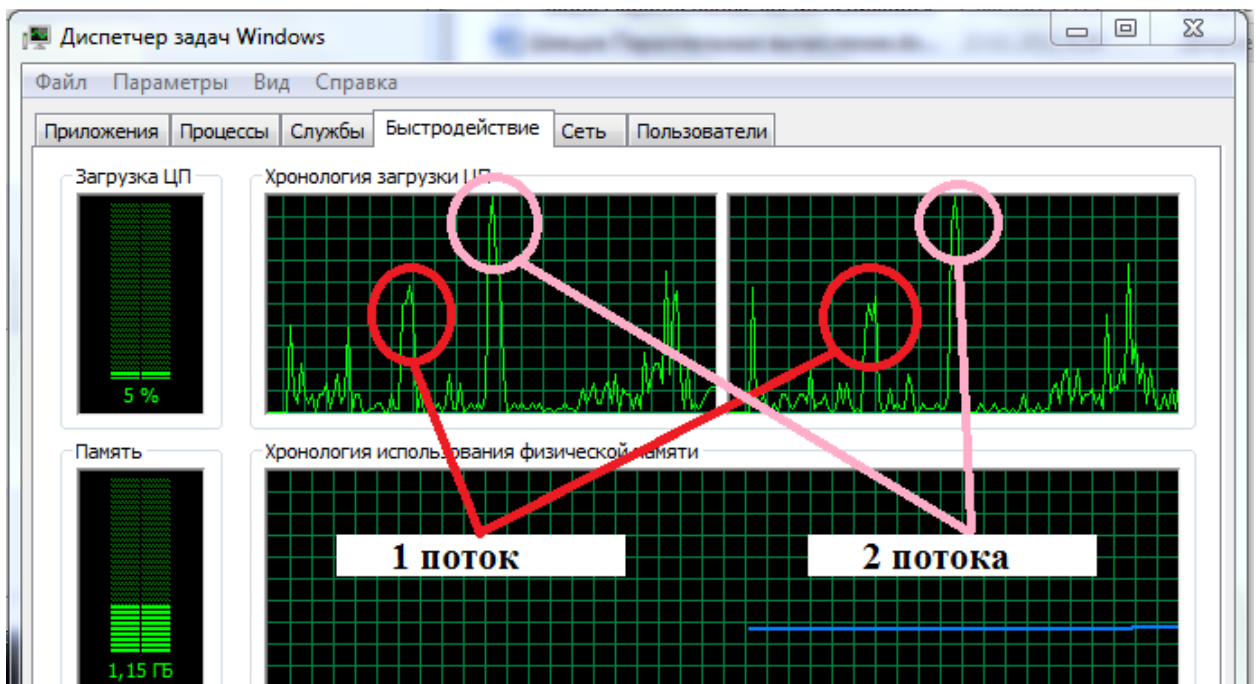 Диспетчер задач Windows
Файл Параметры Вид Справка
Приложения Процессы Службы Быстродействие Сеть Пользователи
Загрузка ЦП
Хронология загрузки ЦП
5 %
Память
Хронология использования физической памяти
1 поток
2 потока
1,15 ГБ